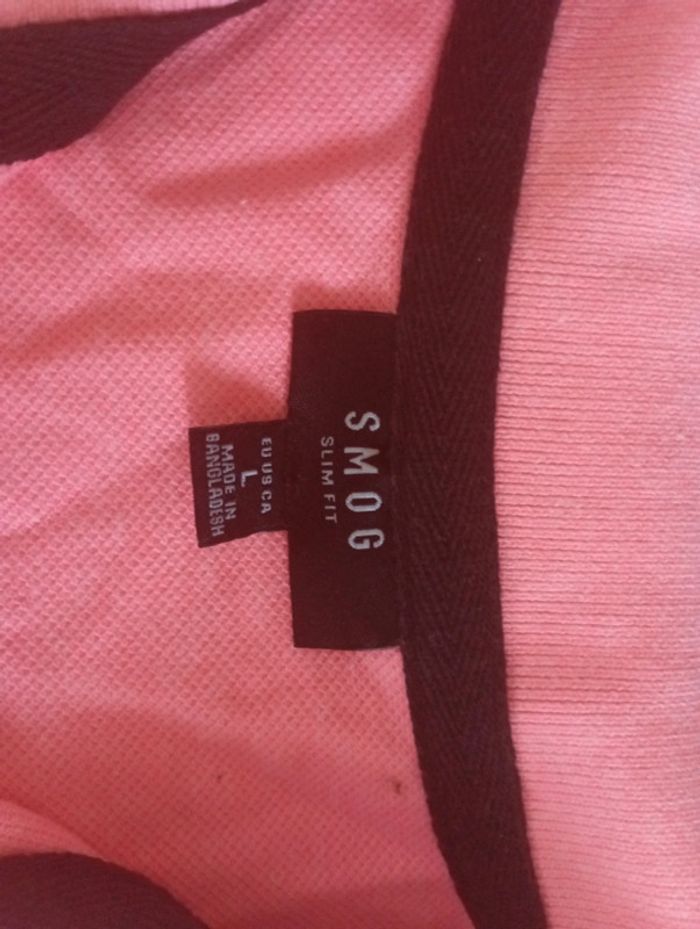 SMOG
SLIM FIT
EU US CA
L
MADE IN
BANGLADESH